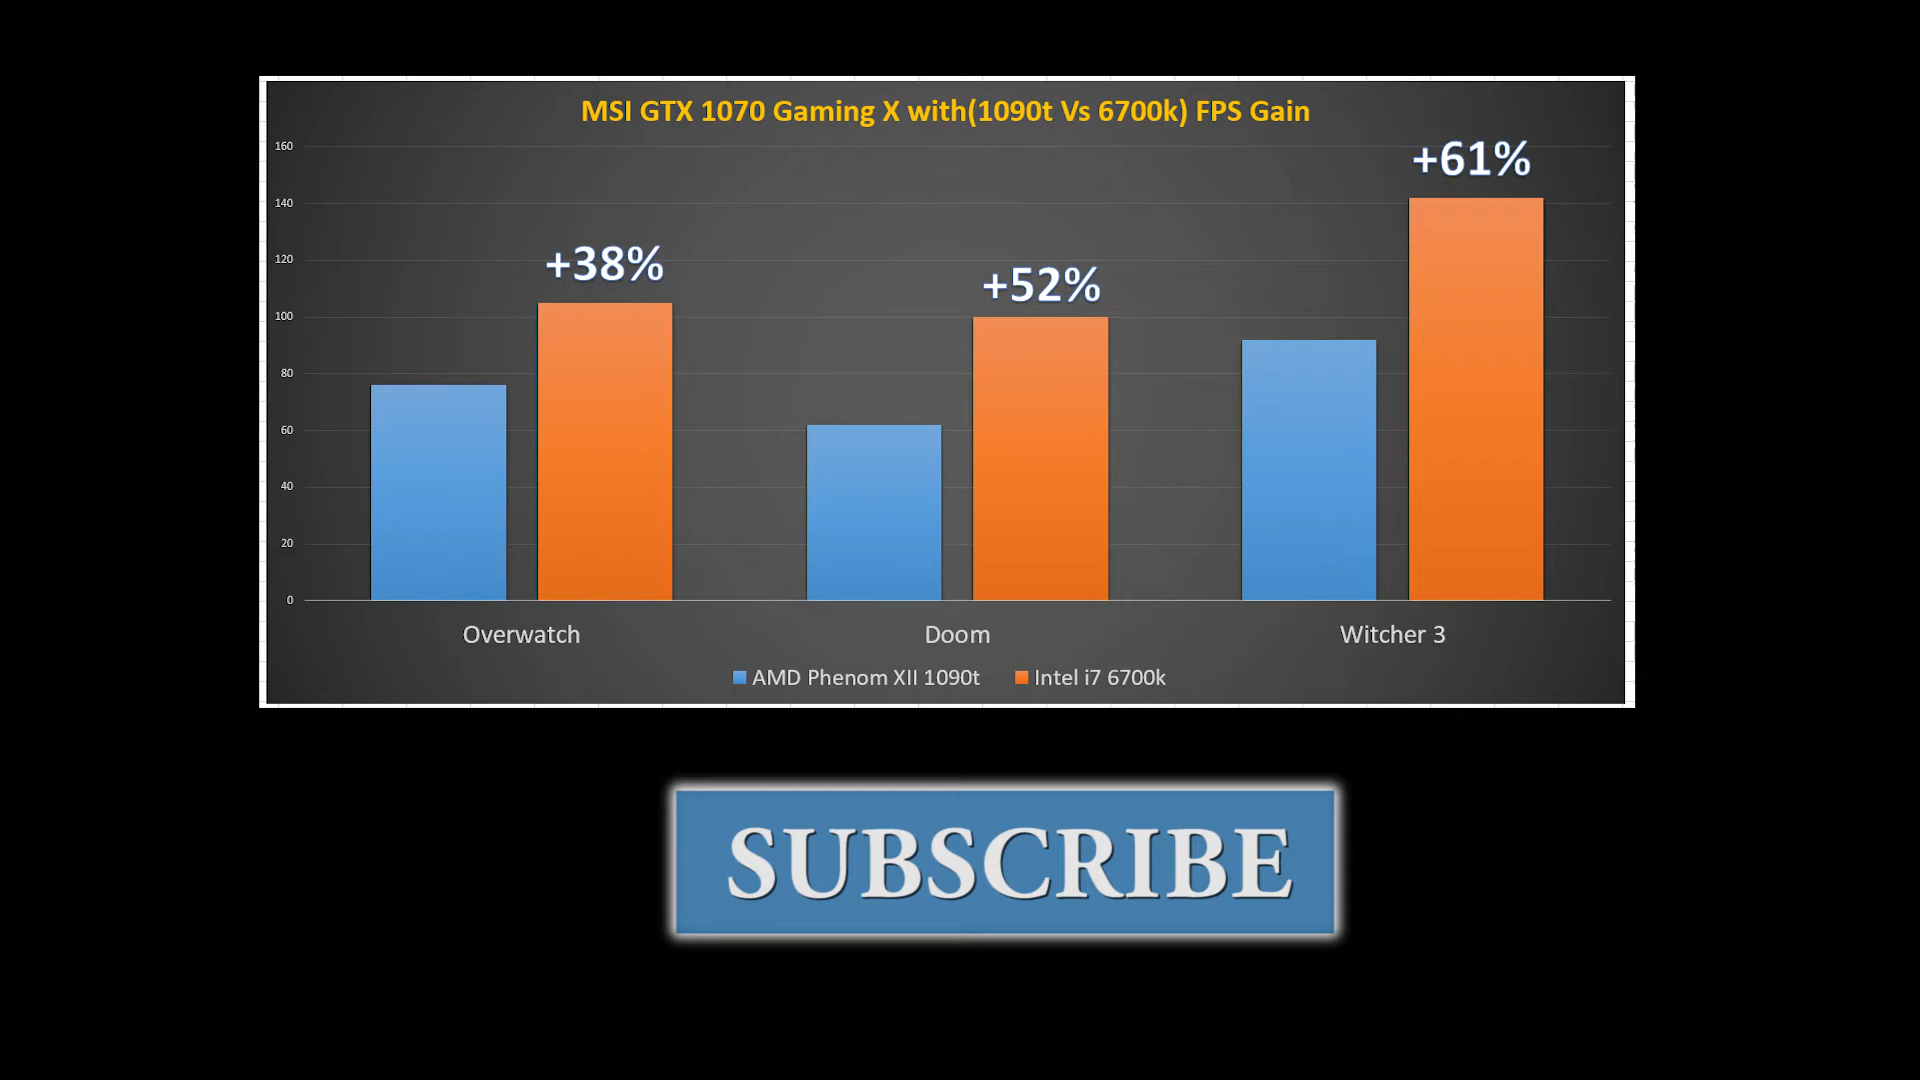 MSI GTX 1070 Gaming X with(1090t Vs 6700k) FPS Gain
160
140
120
100
80
60
40
20
0
+38%
+52%
+61%
Overwatch
Doom
Witcher 3
AMD Phenom XII 1090t
Intel i7 6700k
SUBSCRIBE